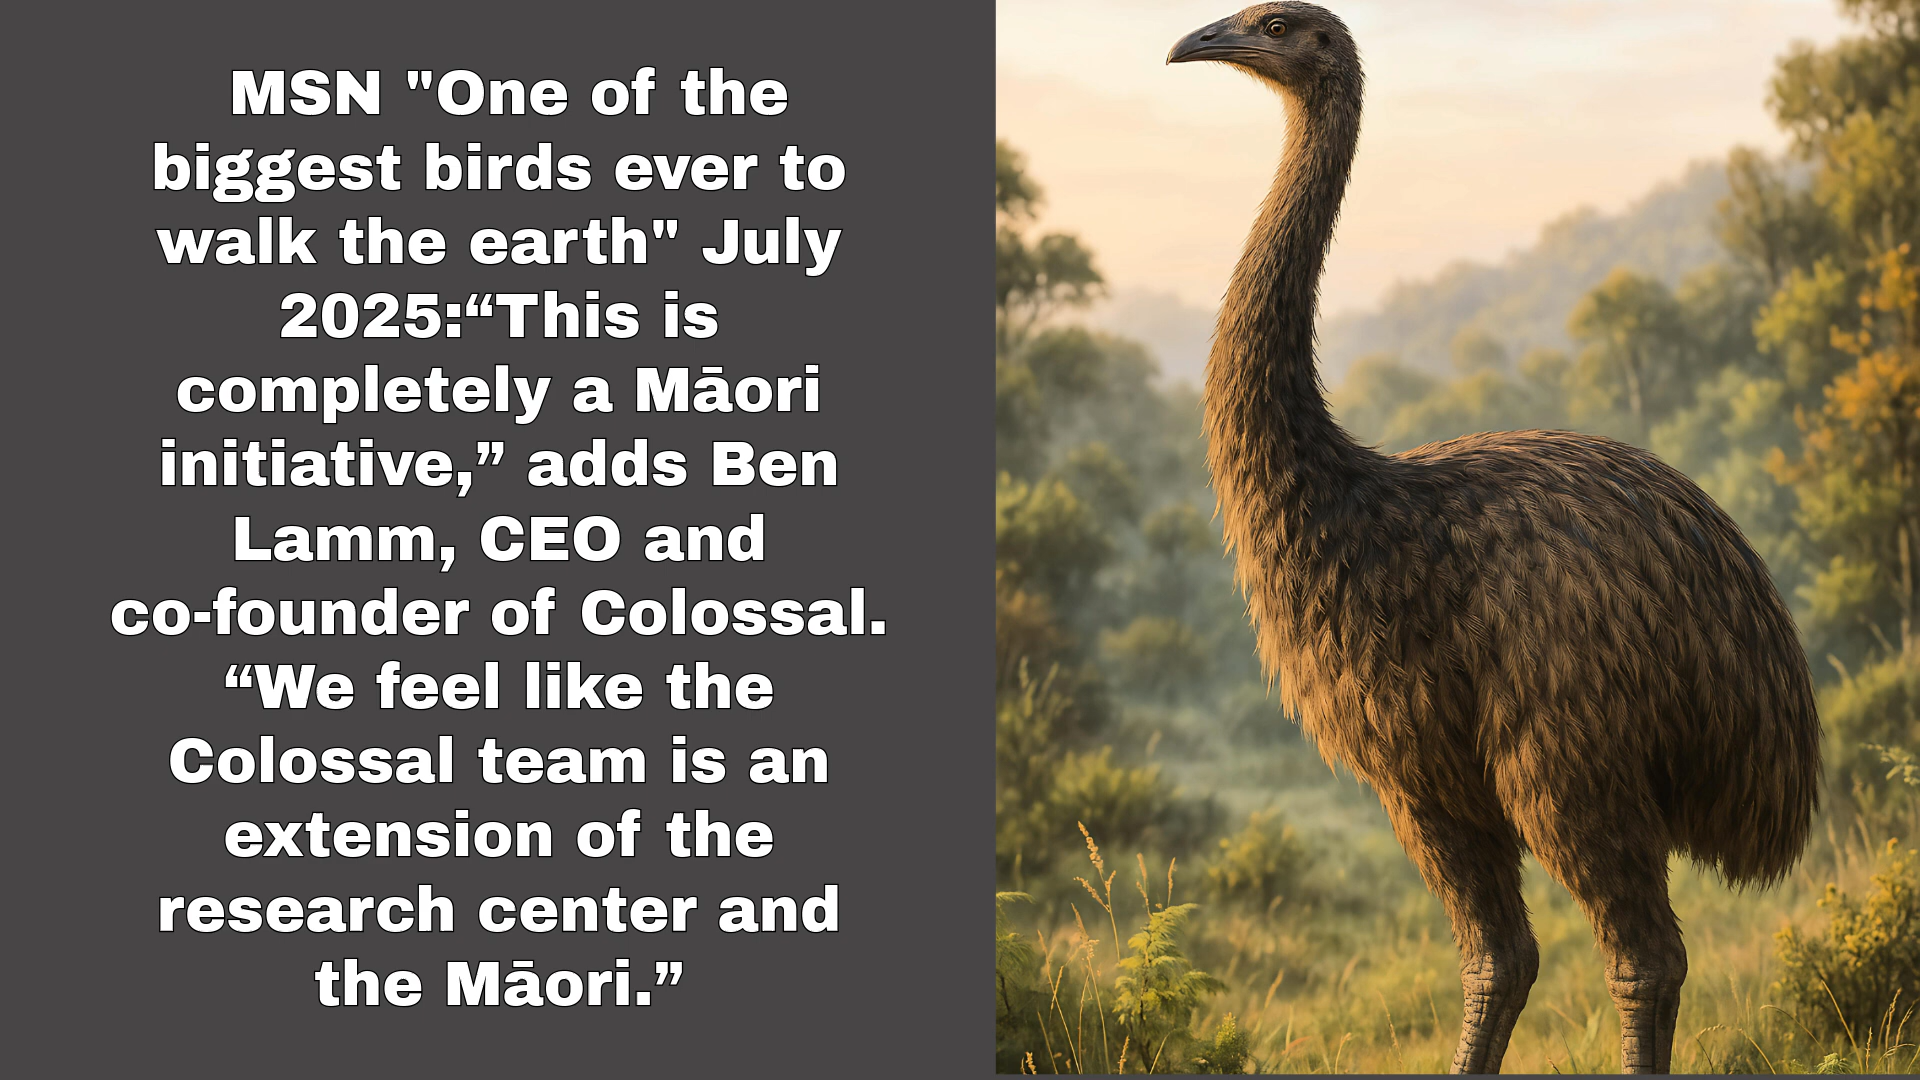 MSN "One of the
biggest birds ever to
walk the earth" July
2025:“This is
completely a Māori
initiative,” adds Ben
Lamm, CEO and
co-founder of Colossal.
“We feel like the
Colossal team is an
extension of the
research center and
the Māori.”